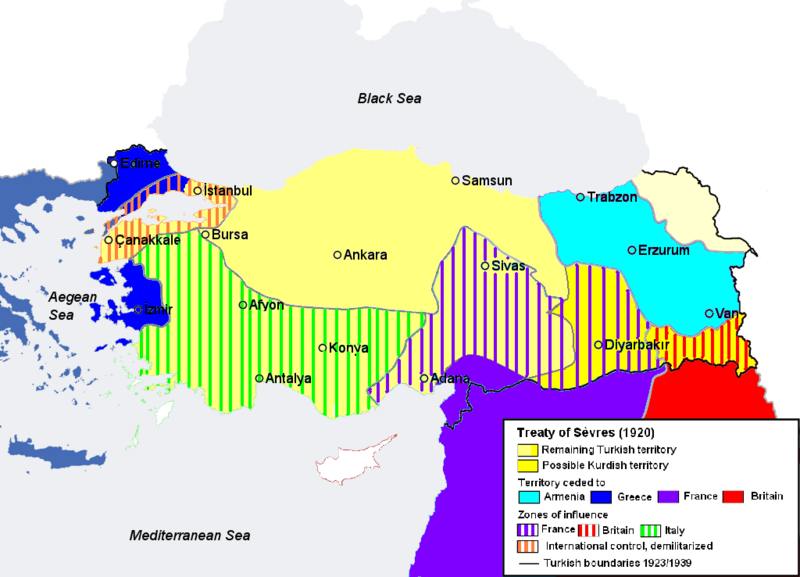 Black Sea
Edirne
İstanbul
Samsun
Trabzon
Çanakkale
Bursa
Ankara
Sivas
Erzurum
Aegean
Sea
İzmir
Afyon
Van
Konya
Diyarbakır
Antalya
Adana
Mediterranean Sea
Treaty of Sèvres (1920)
Remaining Turkish territory
Possible Kurdish territory
Territory ceded to
Armenia Greece France Britain
Zones of influence
France Britain Italy
International control, demilitarized
Turkish boundaries 1923/1939